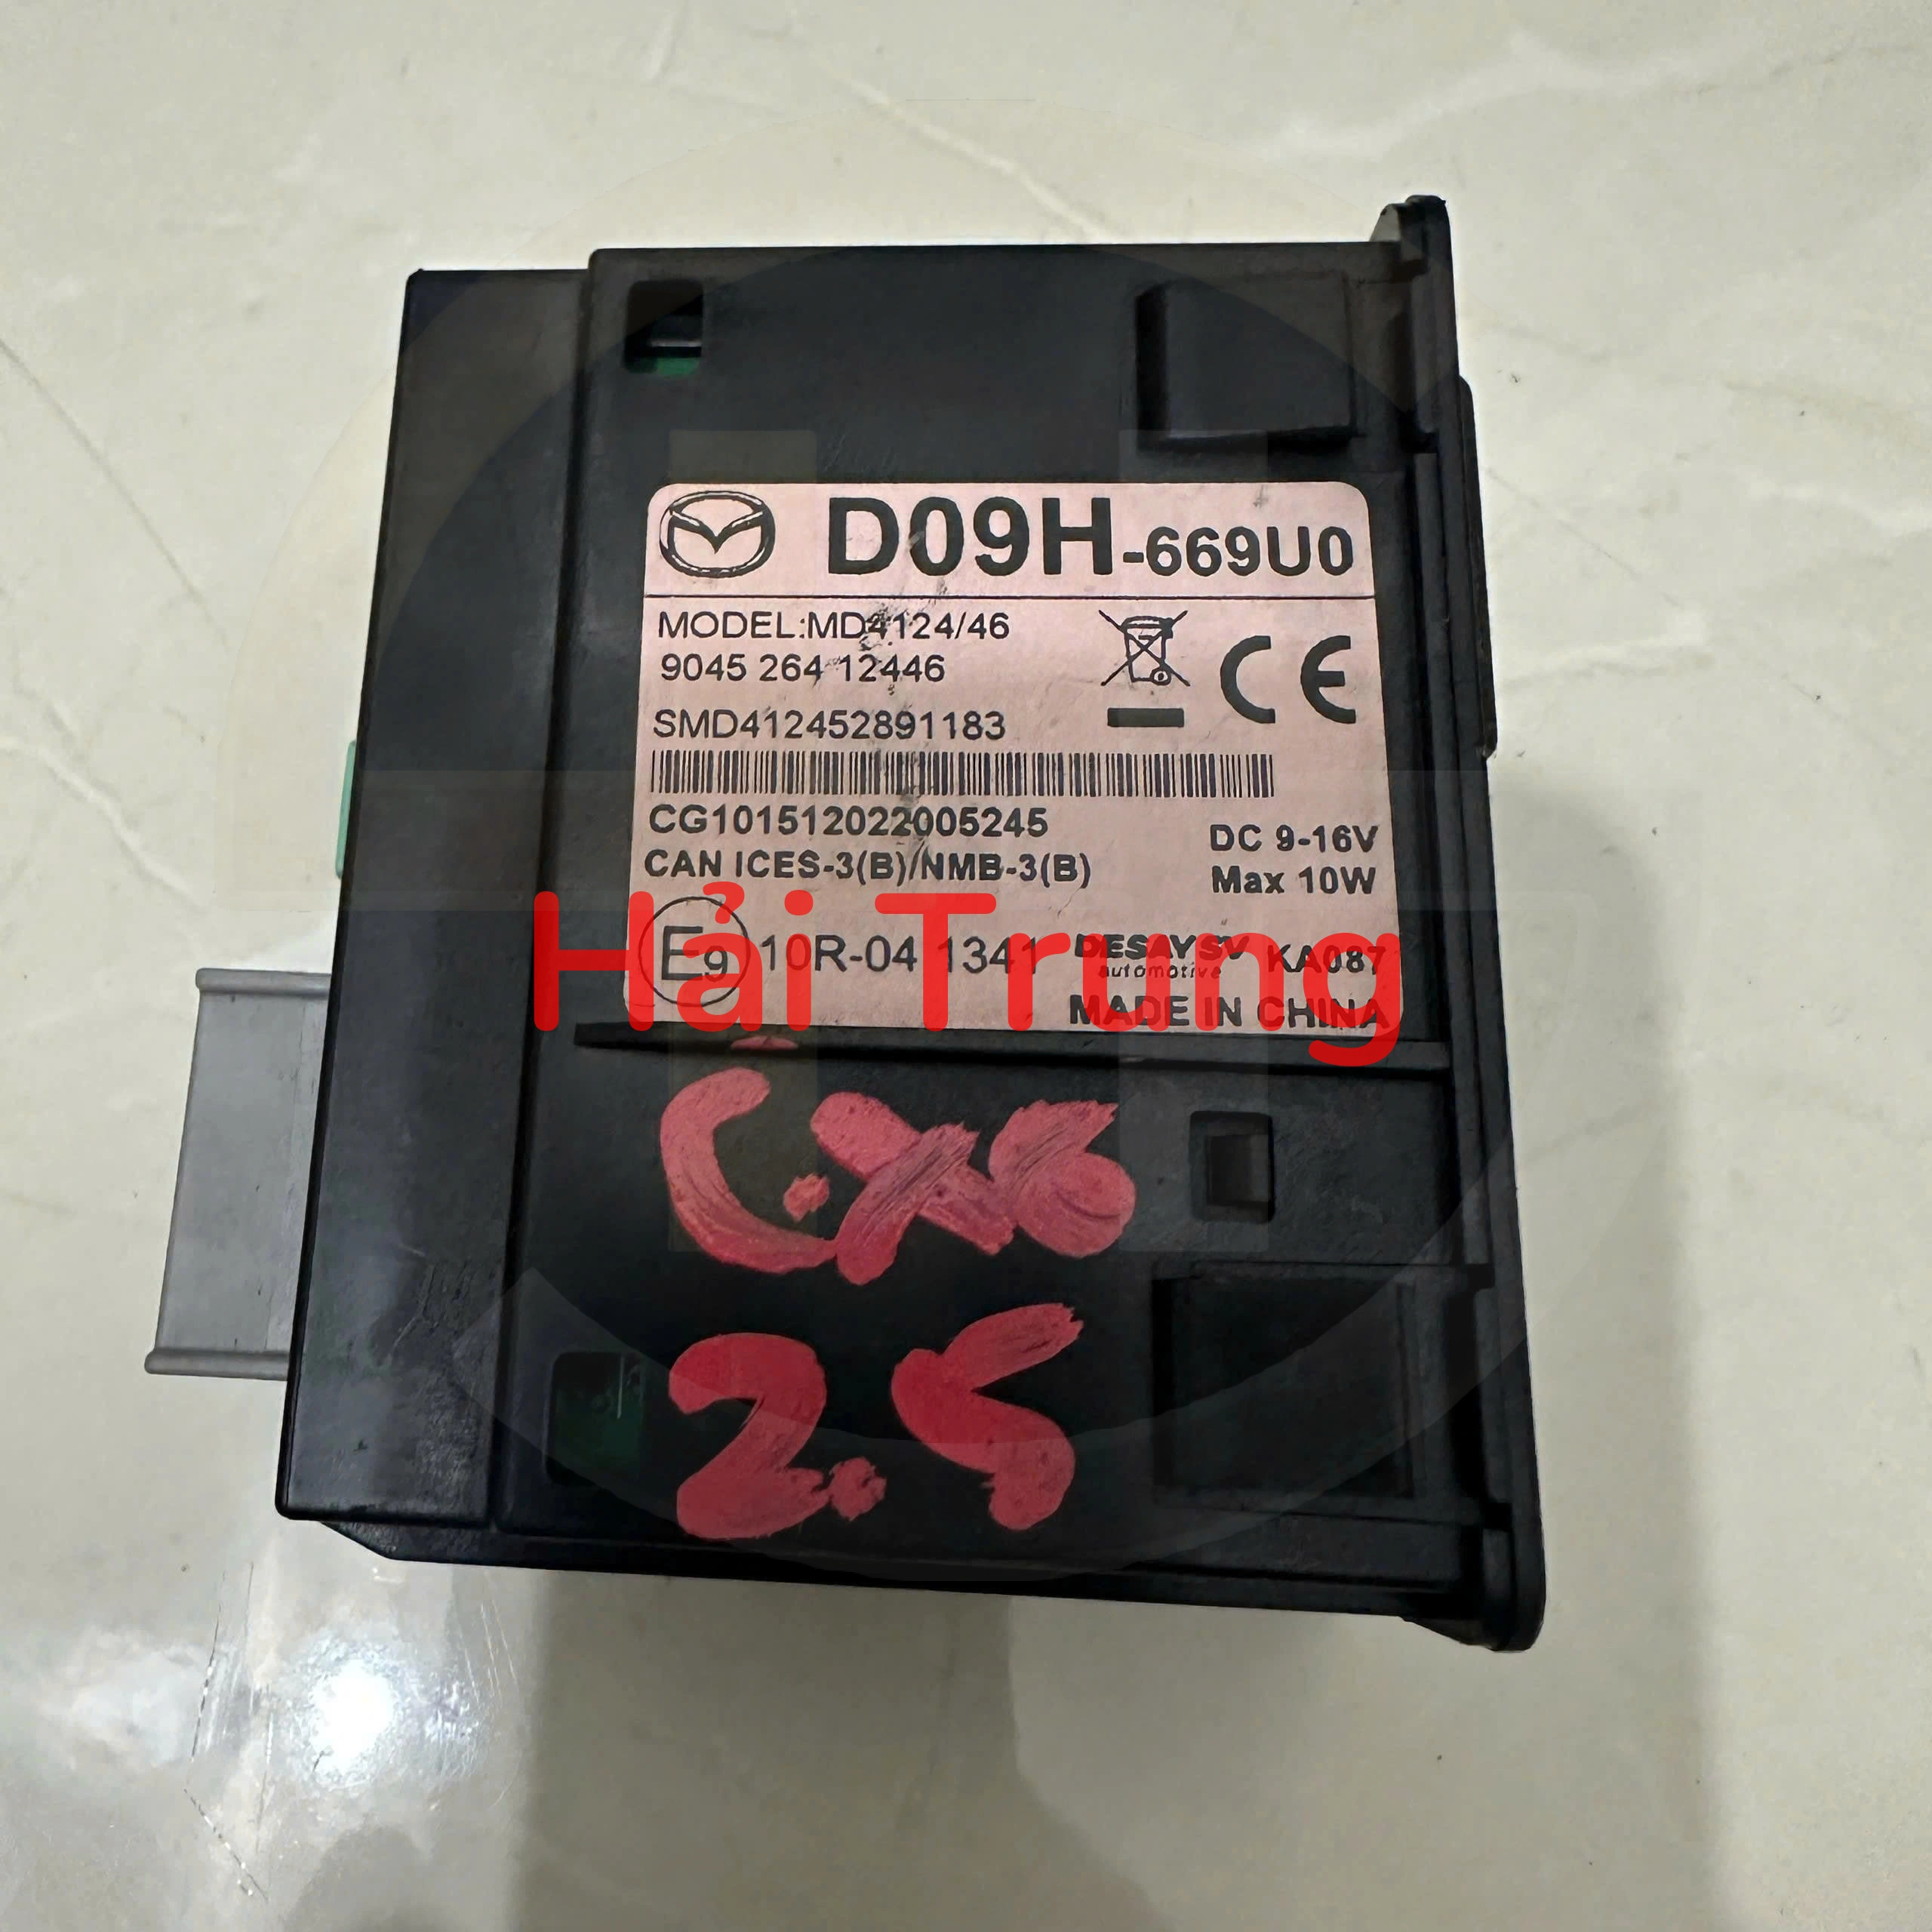 D09H-669U0
MODEL:MD4124/46
9045 264 12446
SMD412452891183
CG101512022005245
DC 9-16V
CAN ICES-3(B)/NMB-3(B)
Max 10W
CE
E9 10R-04 1341
DESAY SV
automotive
KA087
MADE IN CHINA
Hải Trung
CX6
2.5